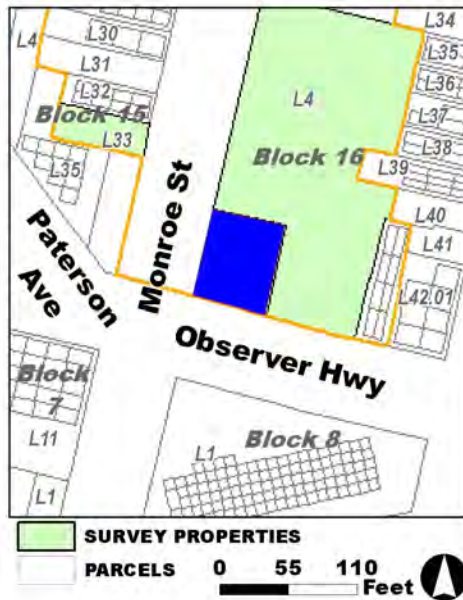 L4
L30
L31
L32
Block 15
L33
L35
L4
Block 16
L34
L35
L36
L37
L38
L39
L40
L41
L42.01
Monroe St
Paterson
Ave
Observer Hwy
Block
7
L11
L1
L1
Block 8
SURVEY PROPERTIES
PARCELS
0 55 110
Feet